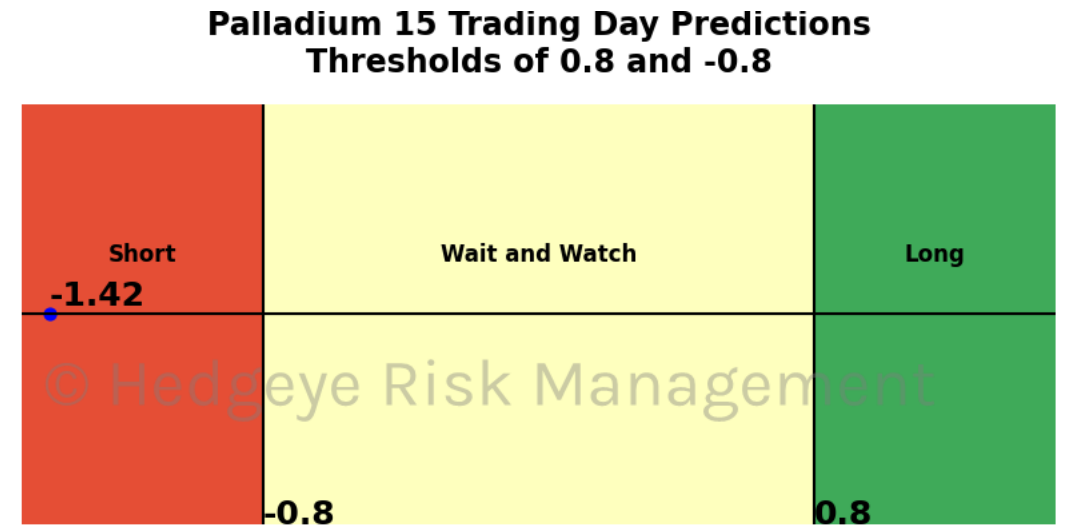 Palladium 15 Trading Day Predictions
Thresholds of 0.8 and -0.8
Short
Wait and Watch
Long
-1.42
© Hedgeye Risk Management
-0.8
0.8